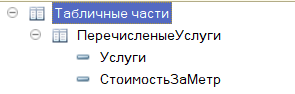 Табличные части
ПеречисленыеУслуги
Услуги
СтоимостьЗаМетр